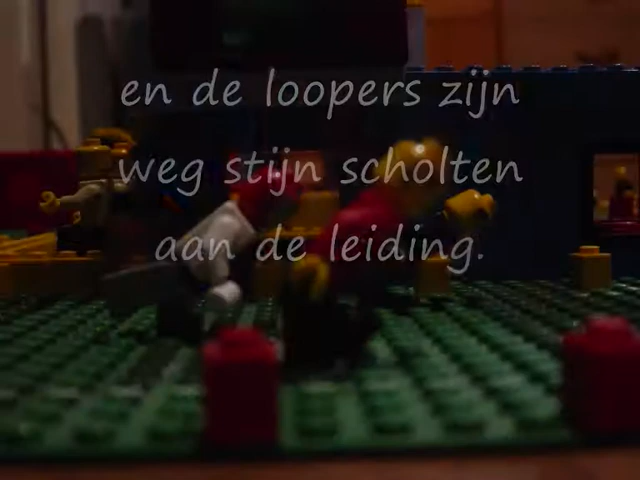 en de loopers zijn
weg stijn scholten
aan de leiding.